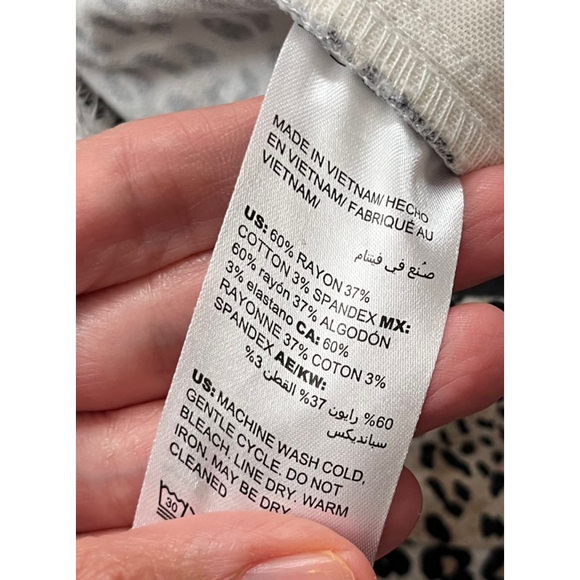 MADE IN VIETNAM/ HECHO
EN VIETNAM/ FABRIQUÉ AU
VIETNAM/
صنع في فيتنام
US: 60% RAYON 37%
COTTON 3% SPANDEX MX:
60% rayón 37% ALGODÓN
3% elastano CA: 60%
RAYONNE 37% COTON 3%
SPANDEX AE/KW:
60% رايون 37% القطن 3%
سباندیکس
US: MACHINE WASH COLD,
GENTLE CYCLE. DO NOT
BLEACH. LINE DRY. WARM
IRON. MAY BE DRY
CLEANED
30